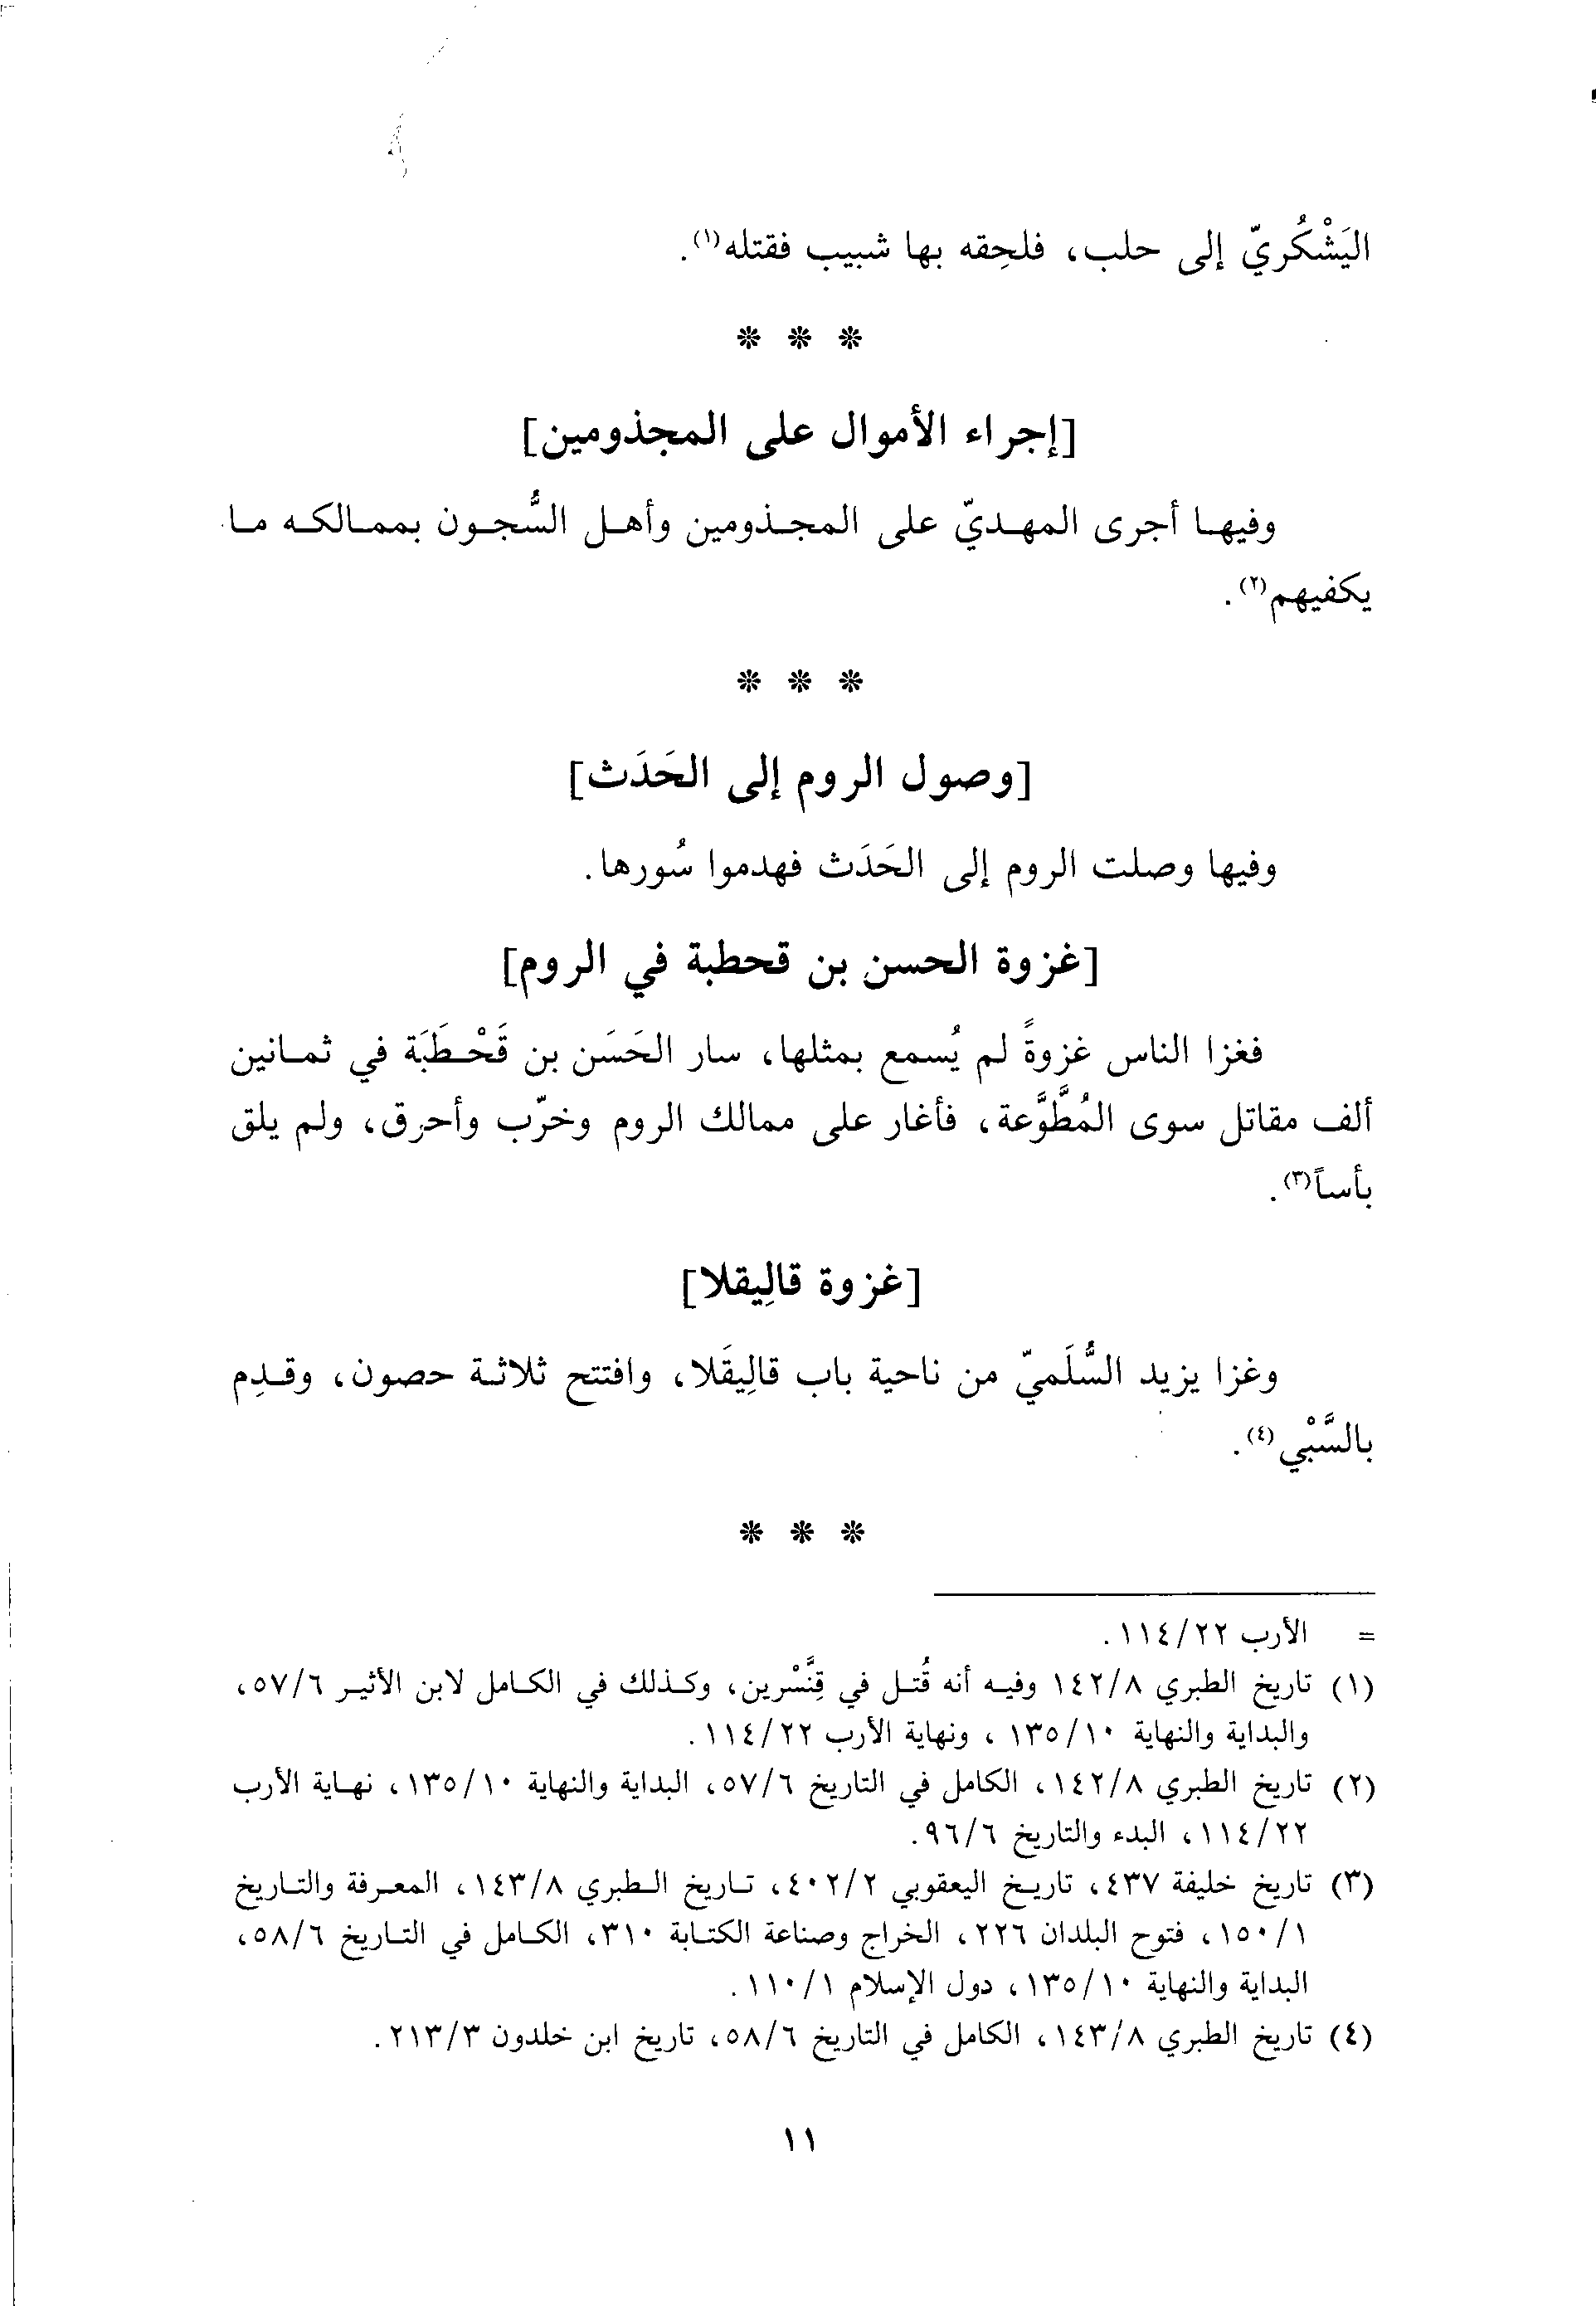 اليَشْكُريّ إلى حلب، فلحِقه بها شبيب فقتله(١).
* * *
[إجراء الأموال على المجذومين]
وفيها أجرى المهديّ على المجذومين وأهل السُّجون بممالكه ما
يكفيهم(٢).
* * *
[وصول الروم إلى الحَدَث]
وفيها وصلت الروم إلى الحَدَث فهدموا سُورها.
[غزوة الحسن بن قحطبة في الروم]
فغزا الناس غزوةً لم يُسمع بمثلها، سار الحَسَن بن قَحْطَبَة في ثمانين
ألف مقاتل سوى المُطَّوِّعة، فأغار على ممالك الروم وخرّب وأحرق، ولم يلق
بأساً(٣).
[غزوة قالِيقلا]
وغزا يزيد السُّلَميّ من ناحية باب قالِيقَلا، وافتتح ثلاثة حصون، وقدِم
بالسَّبْي(٤).
* * *
= الأرب ٢٢/١١٤.
(١) تاريخ الطبري ٨/١٤٢ وفيه أنه قُتل في قِنَّسْرين، وكذلك في الكامل لابن الأثير ٦/٥٧،
والبداية والنهاية ١٠/١٣٥، ونهاية الأرب ٢٢/١١٤.
(٢) تاريخ الطبري ٨/١٤٢، الكامل في التاريخ ٦/٥٧، البداية والنهاية ١٠/١٣٥، نهاية الأرب
٢٢/١١٤، البدء والتاريخ ٦/٩٦.
(٣) تاريخ خليفة ٤٣٧، تاريخ اليعقوبي ٢/٤٠٢، تاريخ الطبري ٨/١٤٣، المعرفة والتاريخ
١/١٥٠، فتوح البلدان ٢٢٦، الخراج وصناعة الكتابة ٣١٠، الكامل في التاريخ ٦/٥٨،
البداية والنهاية ١٠/١٣٥، دول الإسلام ١/١١٠.
(٤) تاريخ الطبري ٨/١٤٣، الكامل في التاريخ ٦/٥٨، تاريخ ابن خلدون ٣/٢١٣.
١١